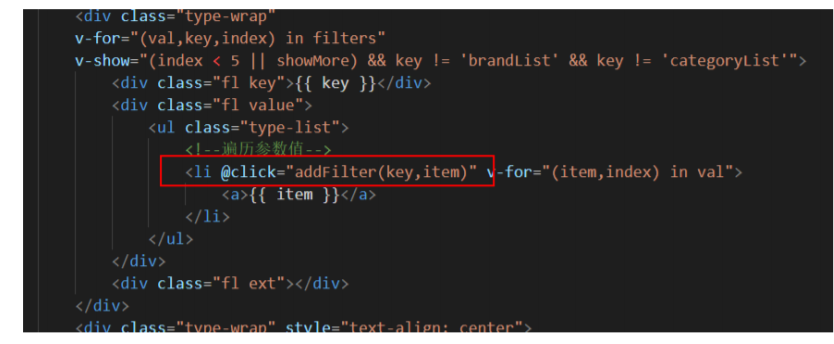 <div class="type-wrap"
v-for="(val,key,index) in filters"
v-show="(index < 5 || showMore) && key != 'brandList' && key != 'categoryList'">
<div class="fl key">{{ key }}</div>
<div class="fl value">
<ul class="type-list">
<!--遍历参数值-->
<li @click="addFilter(key,item)" v-for="(item,index) in val">
<a>{{ item }}</a>
</li>
</ul>
</div>
<div class="fl ext"></div>
</div>
<div class="type-wrap" style="text-align: center">